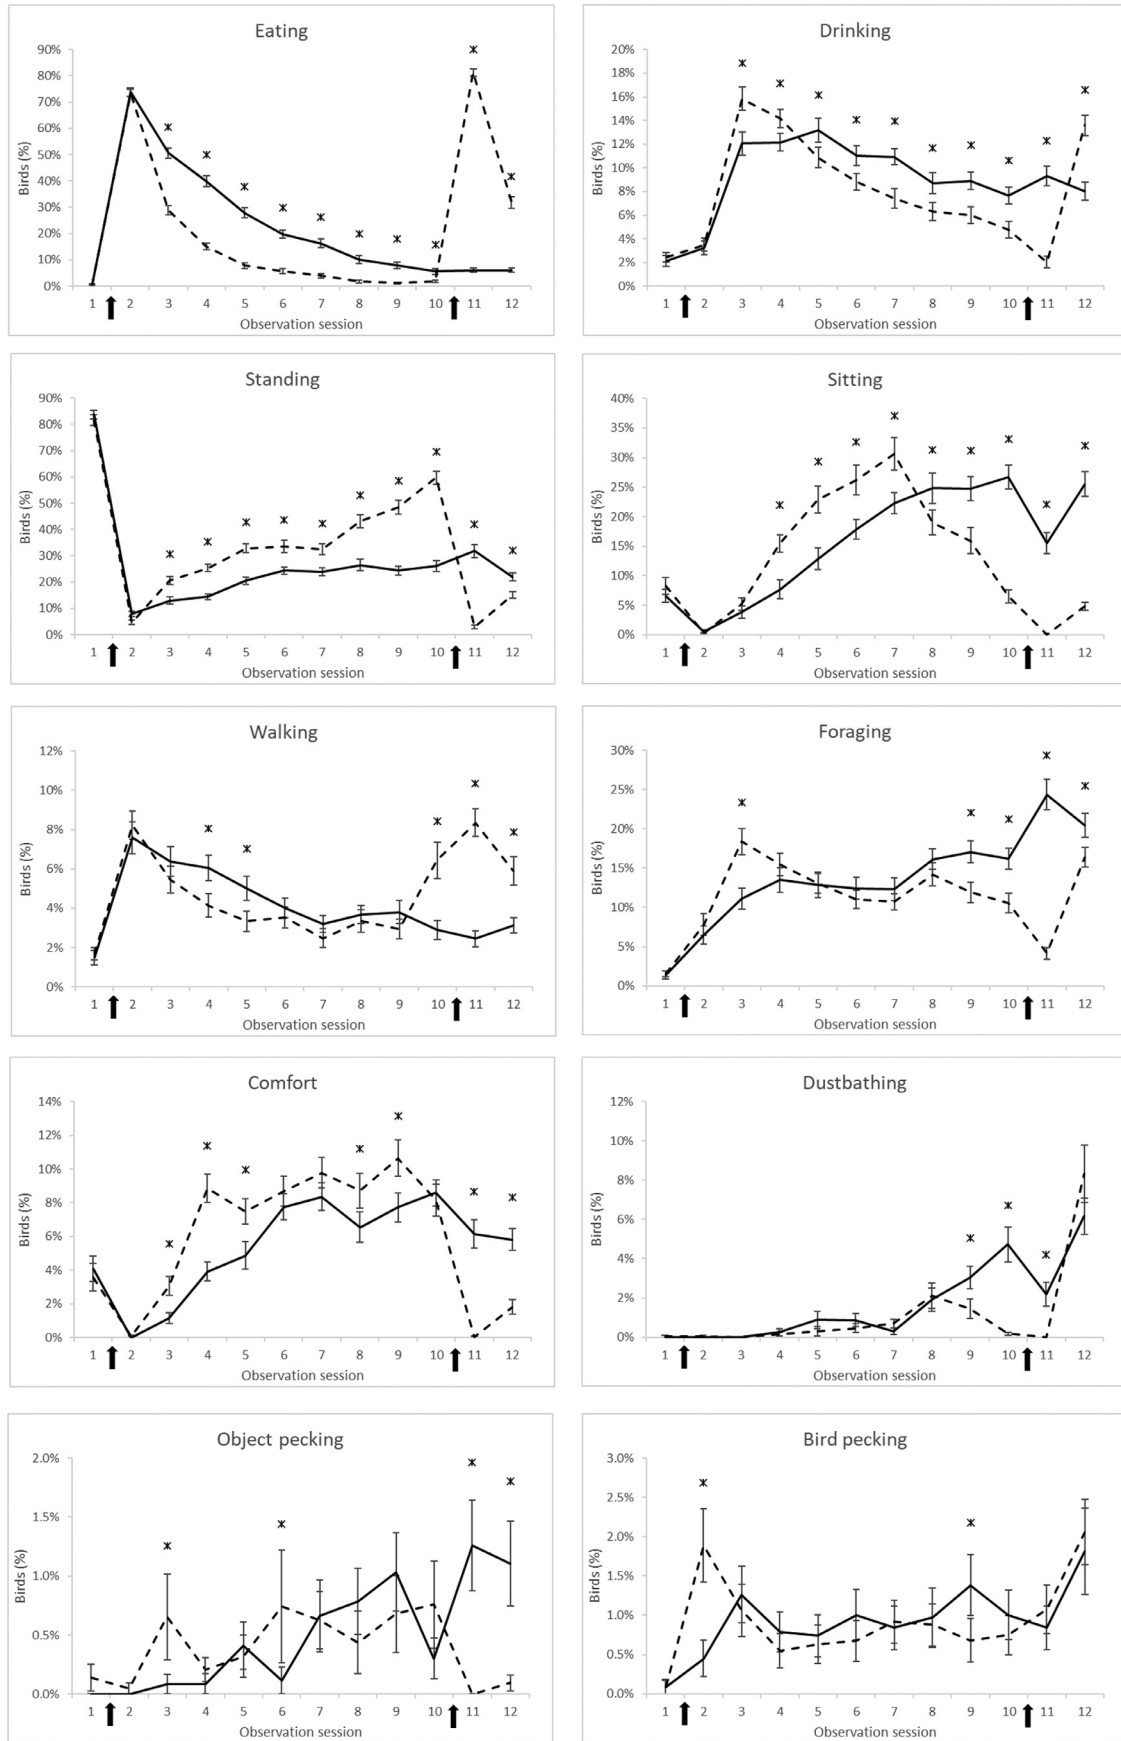 Eating
90%
80%
70%
60%
50%
40%
30%
20%
10%
0%
Birds (%)
1 2 3 4 5 6 7 8 9 10 11 12
Observation session
Drinking
20%
18%
16%
14%
12%
10%
8%
6%
4%
2%
0%
Birds (%)
1 2 3 4 5 6 7 8 9 10 11 12
Observation session
Standing
90%
80%
70%
60%
50%
40%
30%
20%
10%
0%
Birds (%)
1 2 3 4 5 6 7 8 9 10 11 12
Observation session
Sitting
40%
35%
30%
25%
20%
15%
10%
5%
0%
Birds (%)
1 2 3 4 5 6 7 8 9 10 11 12
Observation session
Walking
12%
10%
8%
6%
4%
2%
0%
Birds (%)
1 2 3 4 5 6 7 8 9 10 11 12
Observation session
Foraging
30%
25%
20%
15%
10%
5%
0%
Birds (%)
1 2 3 4 5 6 7 8 9 10 11 12
Observation session
Comfort
14%
12%
10%
8%
6%
4%
2%
0%
Birds (%)
1 2 3 4 5 6 7 8 9 10 11 12
Observation session
Dustbathing
12%
10%
8%
6%
4%
2%
0%
Birds (%)
1 2 3 4 5 6 7 8 9 10 11 12
Observation session
Object pecking
2.0%
1.5%
1.0%
0.5%
0.0%
Birds (%)
1 2 3 4 5 6 7 8 9 10 11 12
Observation session
Bird pecking
3.0%
2.5%
2.0%
1.5%
1.0%
0.5%
0.0%
Birds (%)
1 2 3 4 5 6 7 8 9 10 11 12
Observation session